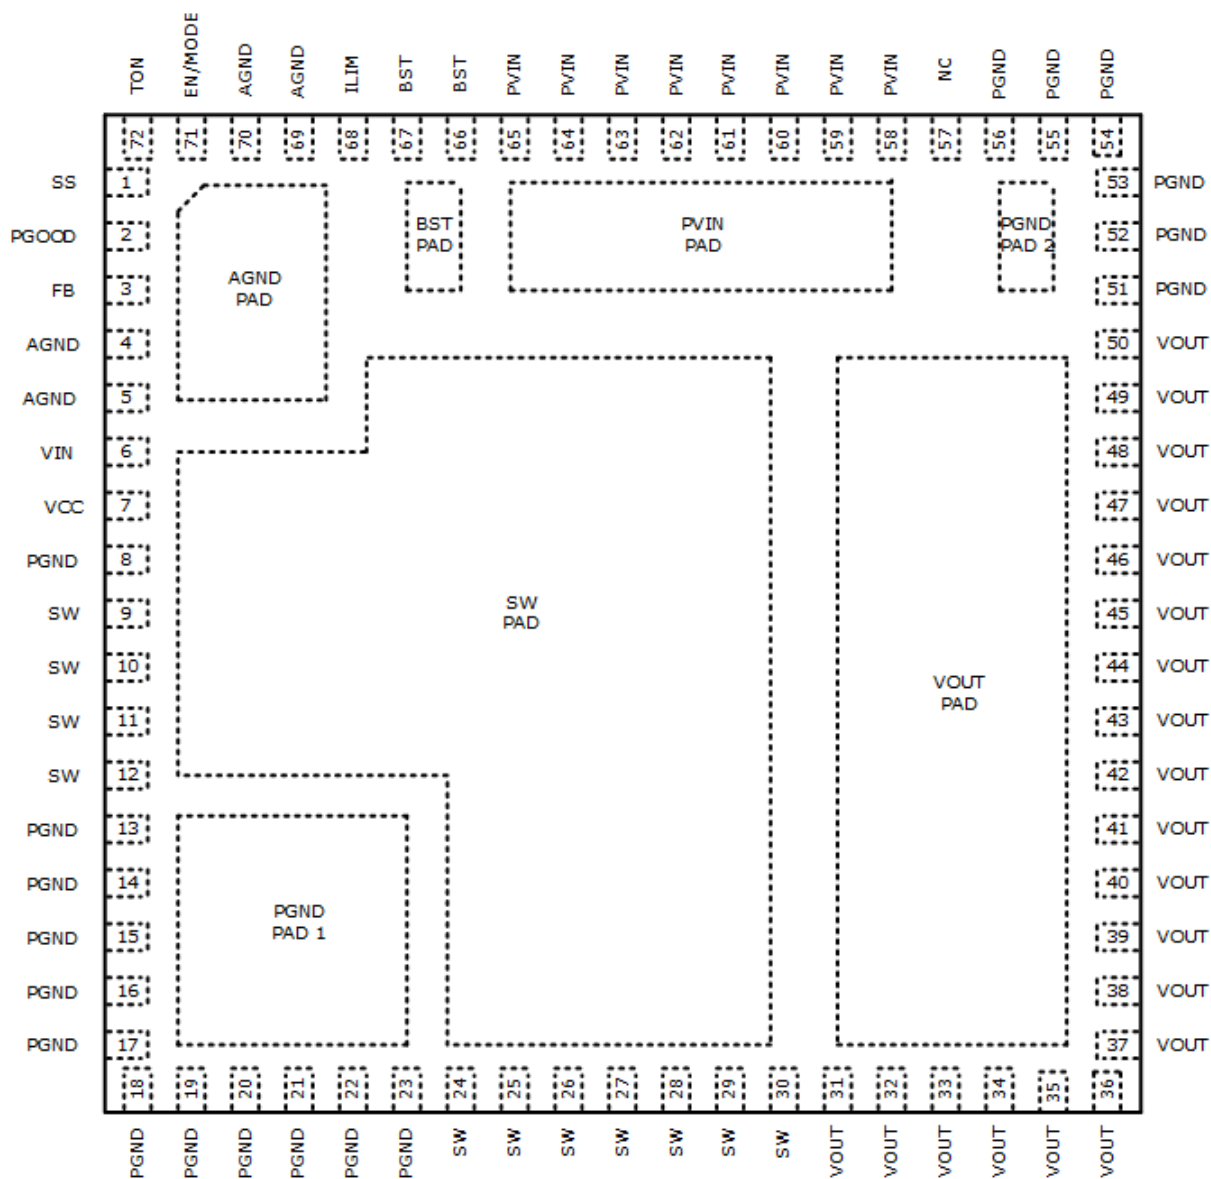 TON
EN/MODE
AGND
AGND
ILIM
BST
BST
PVIN
PVIN
PVIN
PVIN
PVIN
PVIN
PVIN
PVIN
NC
PGND
PGND
PGND
72
71
70
69
68
67
66
65
64
63
62
61
60
59
58
57
56
55
54
SS 1
53 PGND
PGOOD 2
52 PGND
FB 3
51 PGND
AGND 4
50 VOUT
AGND 5
49 VOUT
VIN 6
48 VOUT
VCC 7
47 VOUT
PGND 8
46 VOUT
SW 9
45 VOUT
SW 10
44 VOUT
SW 11
43 VOUT
SW 12
42 VOUT
PGND 13
41 VOUT
PGND 14
40 VOUT
PGND 15
39 VOUT
PGND 16
38 VOUT
PGND 17
37 VOUT
AGND
PAD
BST
PAD
PVIN
PAD
PGND
PAD 2
SW
PAD
VOUT
PAD
PGND
PAD 1
18
19
20
21
22
23
24
25
26
27
28
29
30
31
32
33
34
35
36
PGND
PGND
PGND
PGND
PGND
PGND
SW
SW
SW
SW
SW
SW
SW
VOUT
VOUT
VOUT
VOUT
VOUT
VOUT